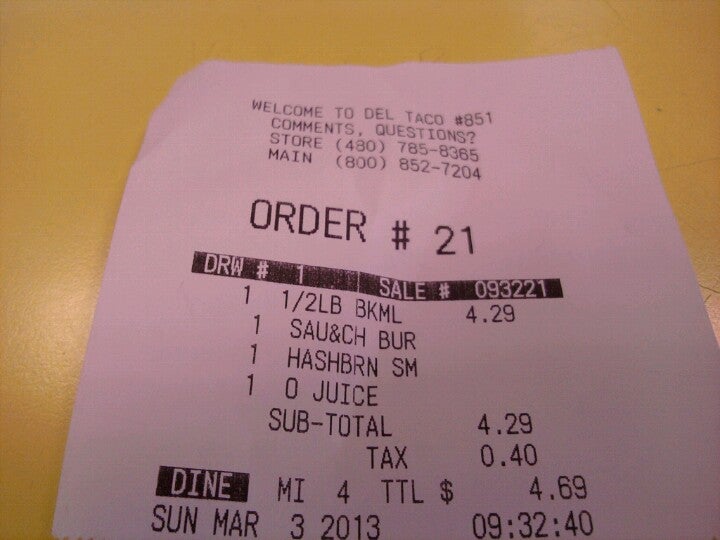 WELCOME TO DEL TACO #851
COMMENTS, QUESTIONS?
STORE (480) 785-8365
MAIN (800) 852-7204
ORDER # 21
DRW # 1 SALE # 093221
1 1/2LB BKML 4.29
1 SAU&CH BUR
1 HASHBRN SM
1 O JUICE
SUB-TOTAL 4.29
TAX 0.40
DINE MI 4 TTL $ 4.69
SUN MAR 3 2013 09:32:40